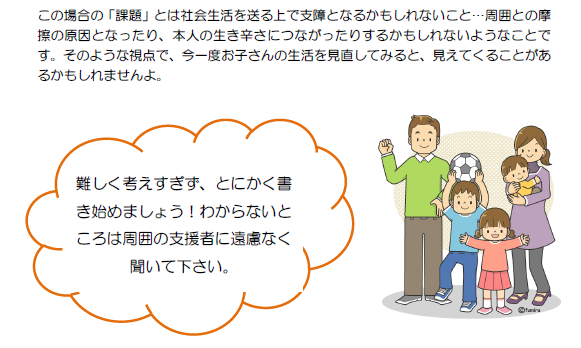 この場合の「課題」とは社会生活を送る上で支障となるかもしれないこと…周囲との摩
擦の原因となったり、本人の生き辛さにつながったりするかもしれないようなことで
す。そのような視点で、今一度お子さんの生活を見直してみると、見えてくることがあ
るかもしれませんよ。
難しく考えすぎず、とにかく書
き始めましょう！わからないと
ころは周囲の支援者に遠慮なく
聞いて下さい。
©fumira